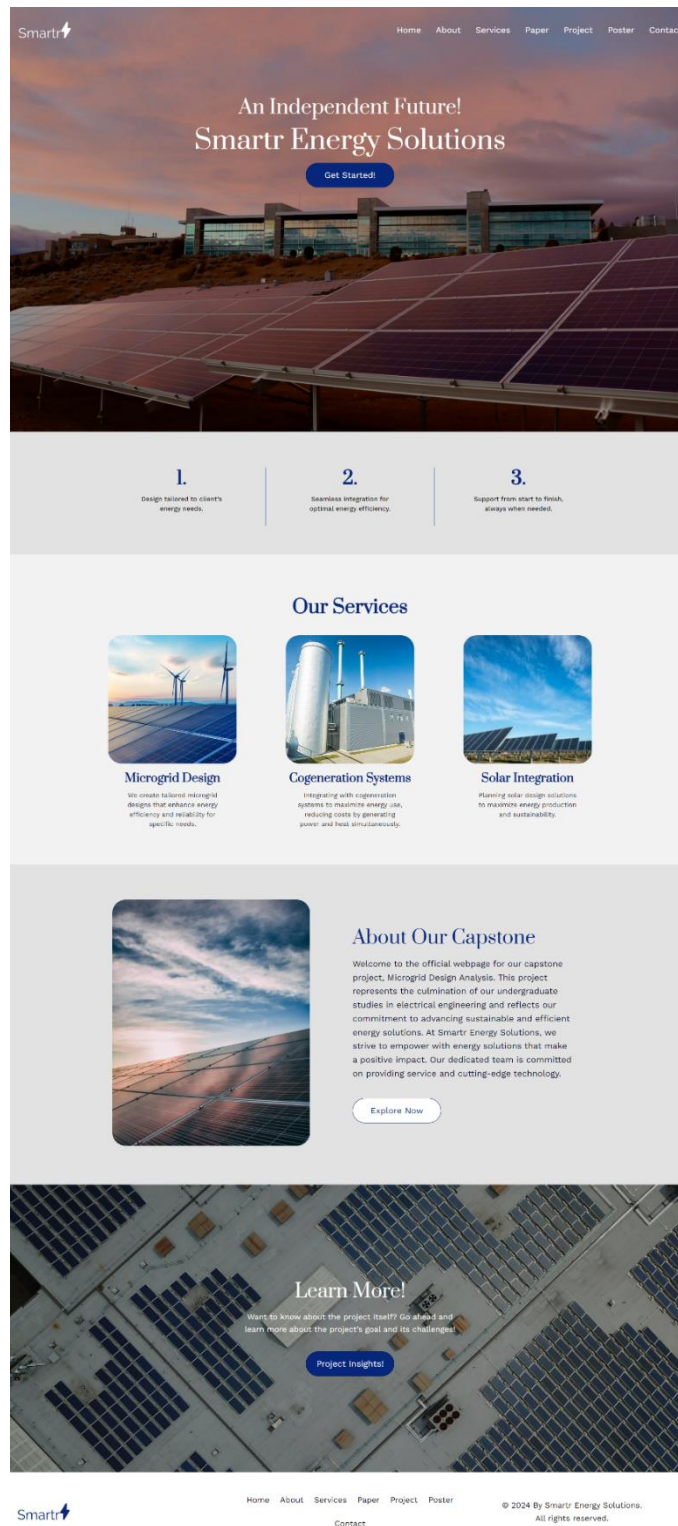 Smartr
Home About Services Paper Project Poster Contac
An Independent Future!
Smartr Energy Solutions
Get Started!
1.
Design tailored to client's
energy needs.
2.
Seamless integration for
optimal energy efficiency.
3.
Support from start to finish,
always when needed.
Our Services
Microgrid Design
We create tailored microgrid
designs that enhance energy
efficiency and reliability for
specific needs.
Cogeneration Systems
Integrating with cogeneration
systems to maximize energy use,
reducing costs by generating
power and heat simultaneously.
Solar Integration
Planning solar design solutions
to maximize energy production
and sustainability.
About Our Capstone
Welcome to the official webpage for our capstone
project, Microgrid Design Analysis. This project
represents the culmination of our undergraduate
studies in electrical engineering and reflects our
commitment to advancing sustainable and efficient
energy solutions. At Smartr Energy Solutions, we
strive to empower with energy solutions that make
a positive impact. Our dedicated team is committed
on providing service and cutting-edge technology.
Explore Now
Learn More!
Want to know about the project itself? Go ahead and
learn more about the project's goal and its challenges!
Project Insights!
Smartr
Home About Services Paper Project Poster
Contact
© 2024 By Smartr Energy Solutions.
All rights reserved.